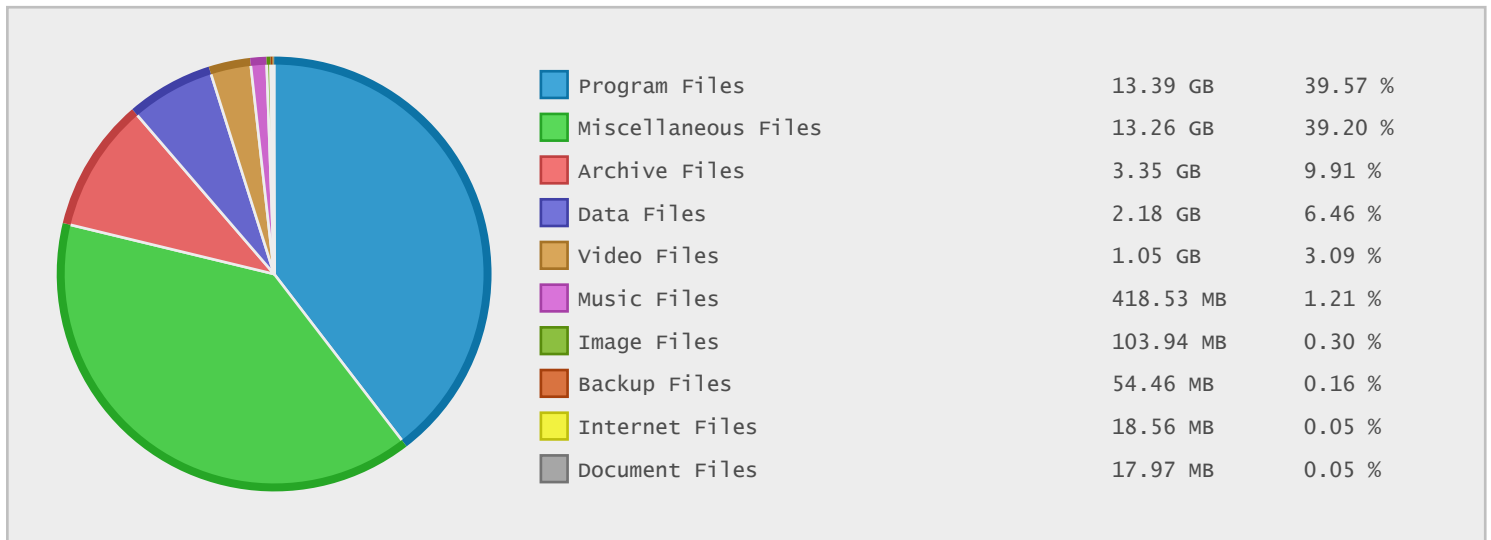 Program Files 13.39 GB 39.57 %
Miscellaneous Files 13.26 GB 39.20 %
Archive Files 3.35 GB 9.91 %
Data Files 2.18 GB 6.46 %
Video Files 1.05 GB 3.09 %
Music Files 418.53 MB 1.21 %
Image Files 103.94 MB 0.30 %
Backup Files 54.46 MB 0.16 %
Internet Files 18.56 MB 0.05 %
Document Files 17.97 MB 0.05 %